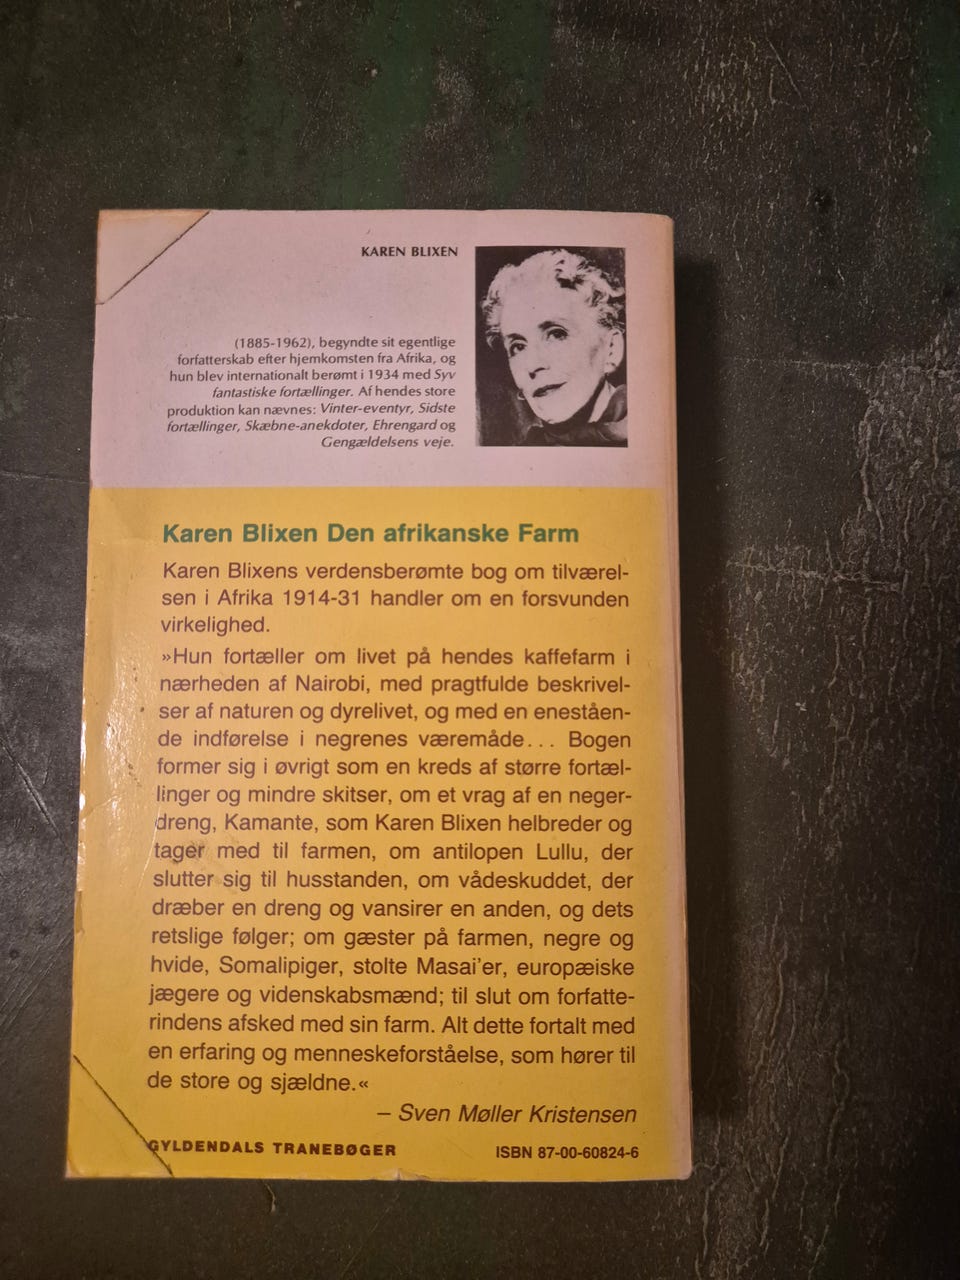 KAREN BLIXEN
(1885-1962), begyndte sit egentlige
forfatterskab efter hjemkomsten fra Afrika, og
hun blev internationalt berømt i 1934 med Syv
fantastiske fortællinger. Af hendes store
produktion kan nævnes: Vinter-eventyr, Sidste
fortællinger, Skæbne-anekdoter, Ehrengard og
Gengældelsens veje.
Karen Blixen Den afrikanske Farm
Karen Blixens verdensberømte bog om tilværel-
sen i Afrika 1914-31 handler om en forsvunden
virkelighed.
»Hun fortæller om livet på hendes kaffefarm i
nærheden af Nairobi, med pragtfulde beskrivel-
ser af naturen og dyrelivet, og med en eneståen-
de indførelse i negrenes væremåde... Bogen
former sig i øvrigt som en kreds af større fortæl-
linger og mindre skitser, om et vrag af en neger-
dreng, Kamante, som Karen Blixen helbreder og
tager med til farmen, om antilopen Lullu, der
slutter sig til husstanden, om vådeskuddet, der
dræber en dreng og vansirer en anden, og dets
retslige følger; om gæster på farmen, negre og
hvide, Somalipiger, stolte Masai'er, europæiske
jægere og videnskabsmænd; til slut om forfatte-
rindens afsked med sin farm. Alt dette fortalt med
en erfaring og menneskeforståelse, som hører til
de store og sjældne.«
– Sven Møller Kristensen
GYLDENDALS TRANEBØGER
ISBN 87-00-60824-6